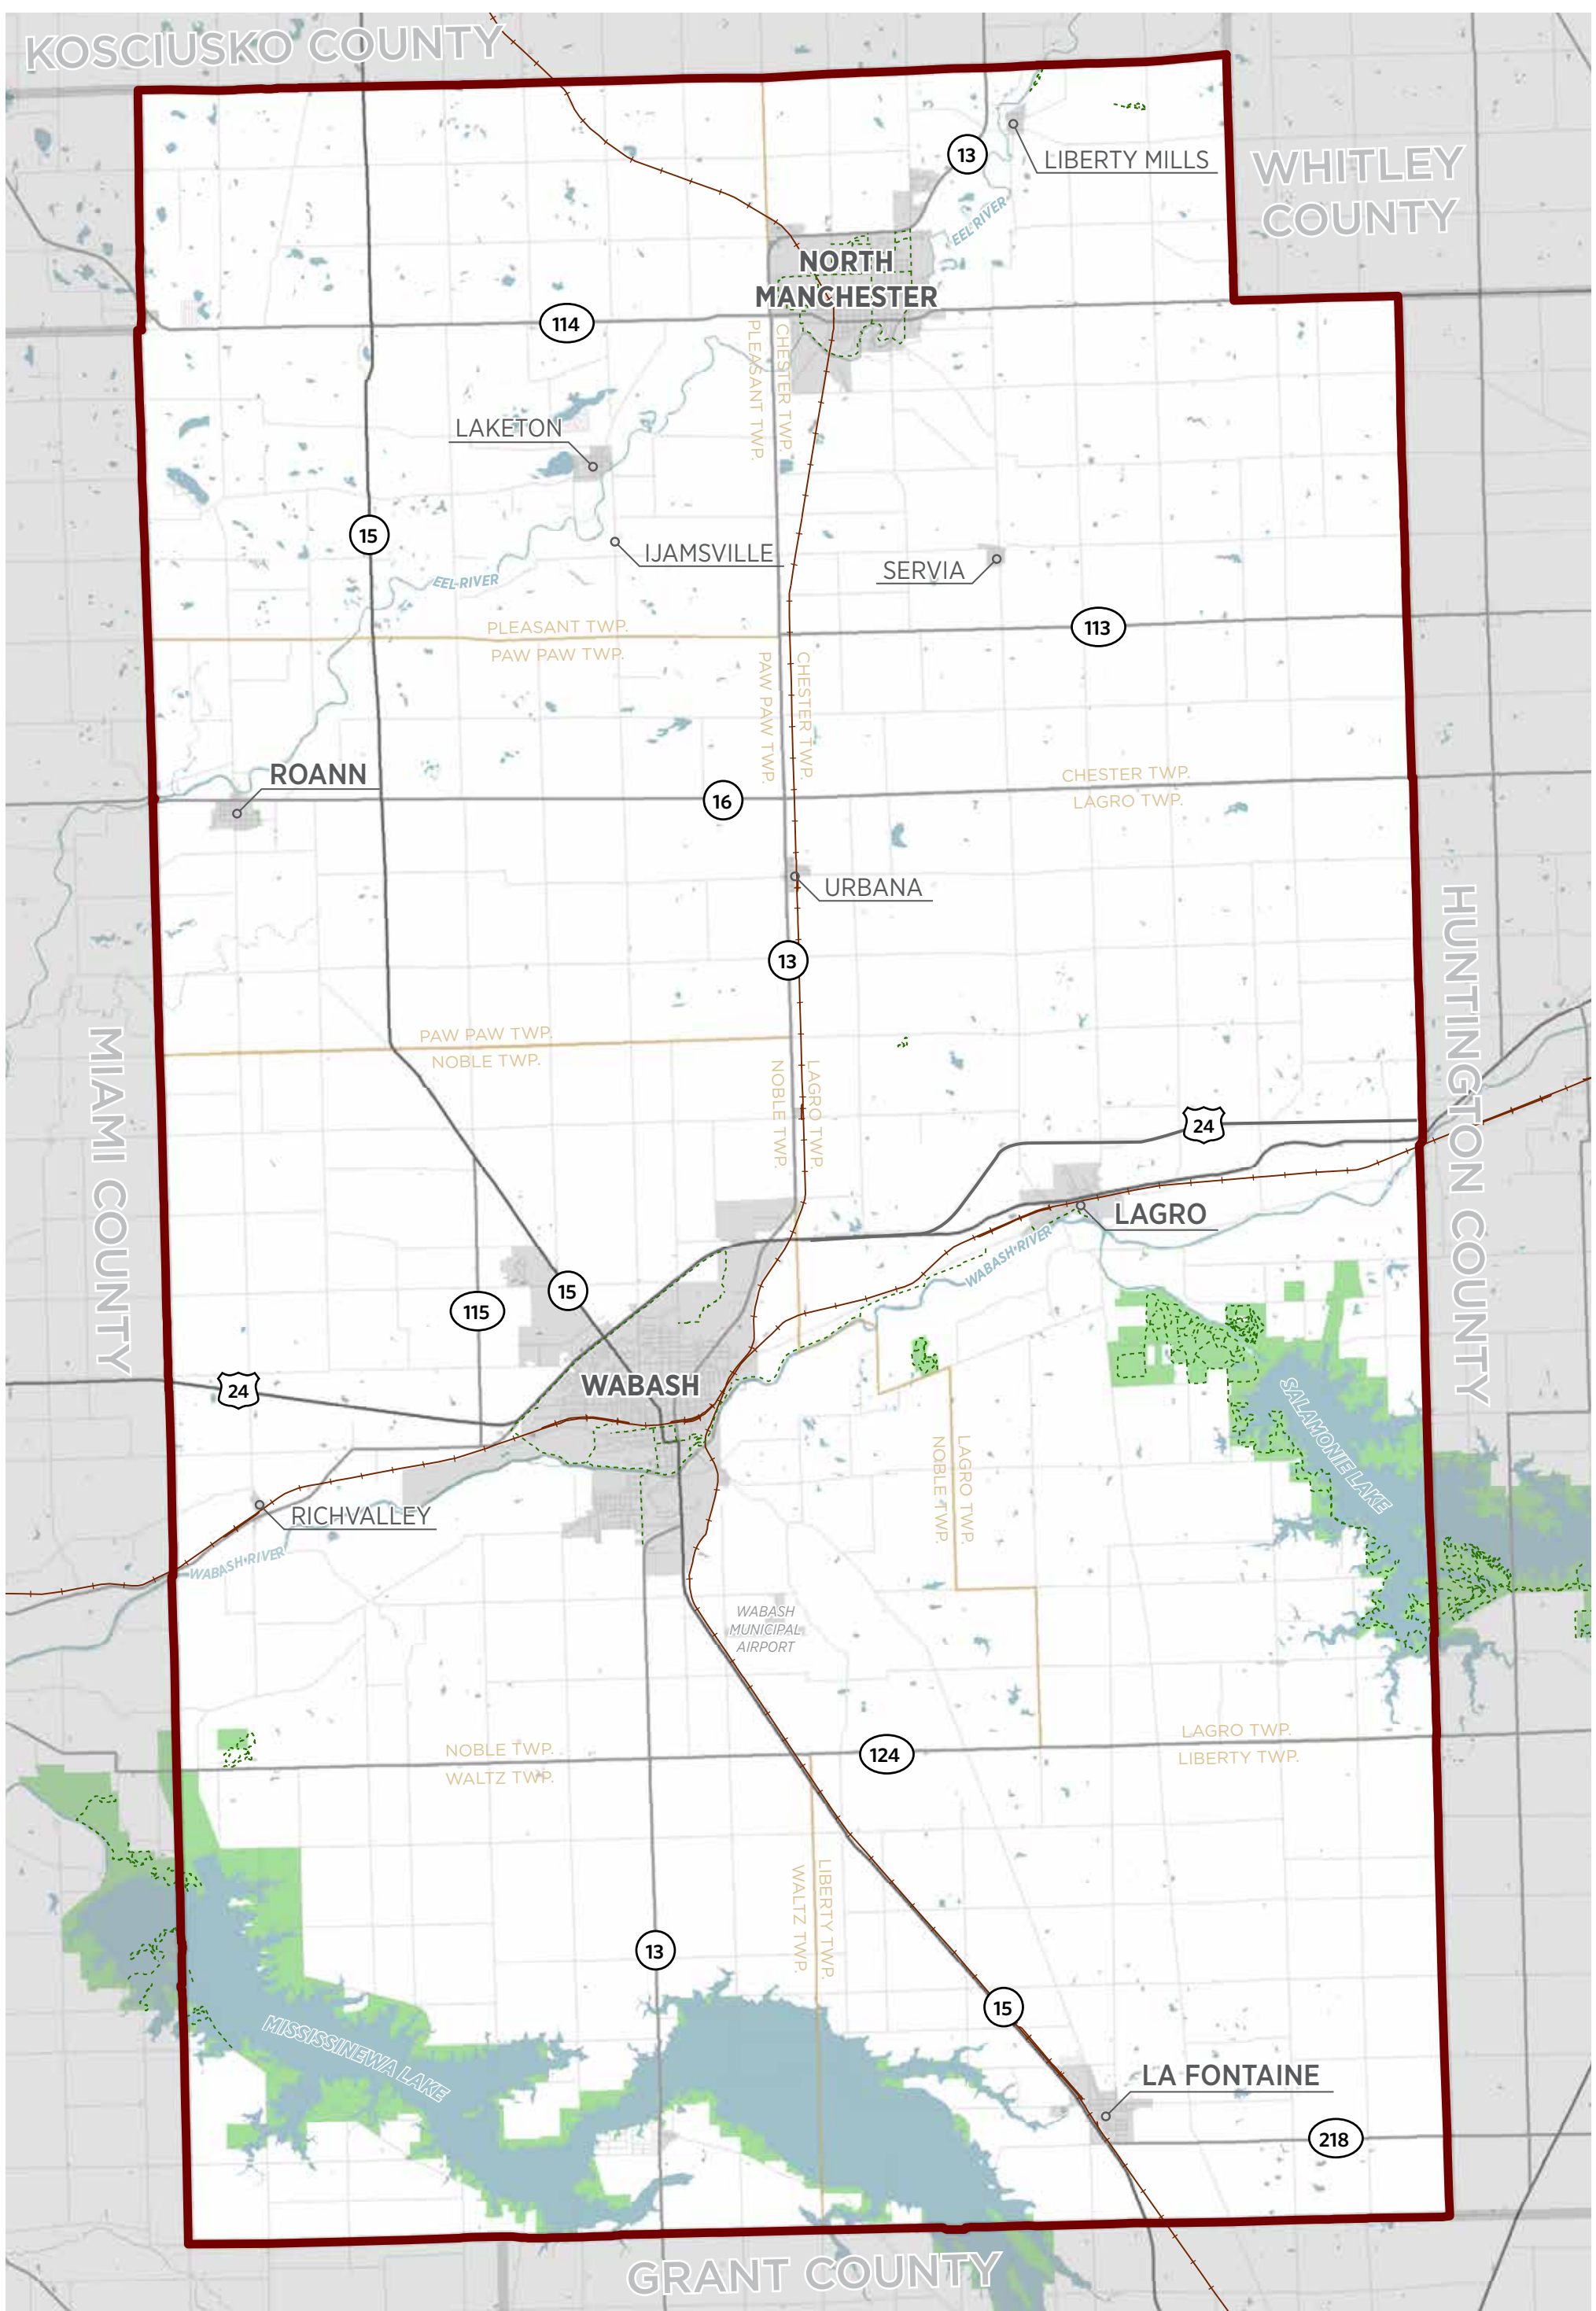 KOSCIUSKO COUNTY
13
LIBERTY MILLS
WHITLEY
COUNTY
EEL RIVER
NORTH
MANCHESTER
114
PLEASANT TWP.
CHESTER TWP.
LAKETON
15
IJAMSVILLE
SERVIA
EEL RIVER
PLEASANT TWP.
PAW PAW TWP.
113
PAW PAW TWP.
CHESTER TWP.
ROANN
CHESTER TWP.
LAGRO TWP.
16
URBANA
HUNTINGTON COUNTY
13
MIAMI COUNTY
PAW PAW TWP.
NOBLE TWP.
NOBLE TWP.
LAGRO TWP.
24
LAGRO
WABASH RIVER
15
115
24
WABASH
SALAMONIE LAKE
NOBLE TWP.
LAGRO TWP.
RICHVALLEY
WABASH RIVER
WABASH
MUNICIPAL
AIRPORT
LAGRO TWP.
LIBERTY TWP.
NOBLE TWP.
WALTZ TWP.
124
WALTZ TWP.
LIBERTY TWP.
13
15
MISSISSINEWA LAKE
LA FONTAINE
218
GRANT COUNTY